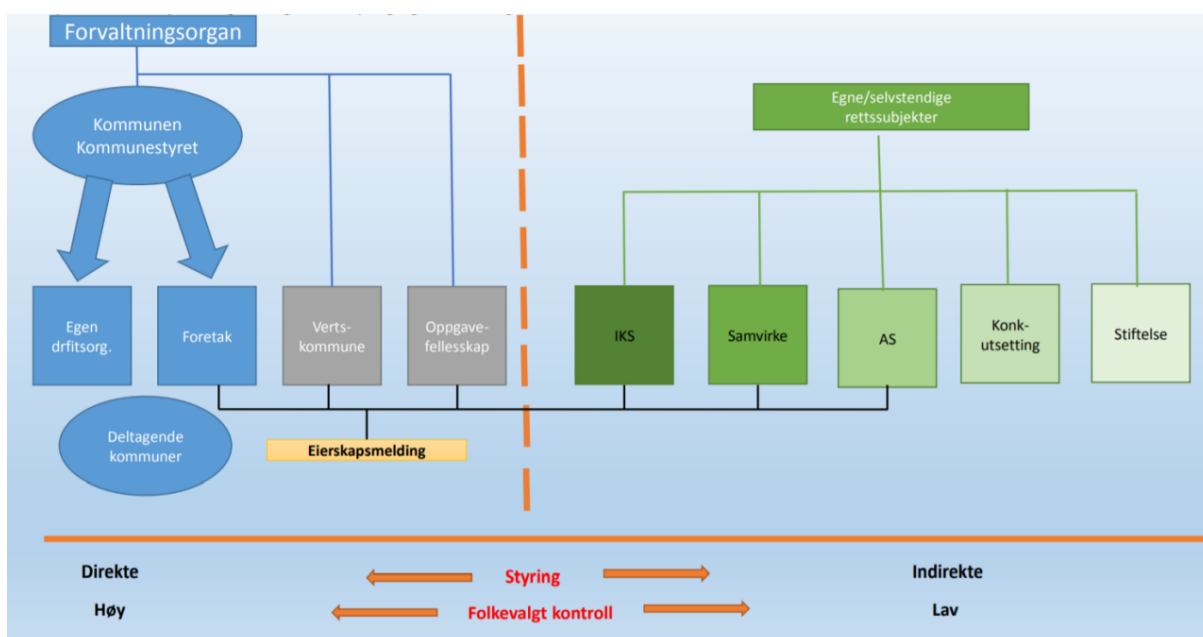 Forvaltningsorgan
Kommunen
Kommunestyret
Egne/selvstendige
rettssubjekter
Egen
drfitsorg.
Foretak
Verts-
kommune
Oppgave-
fellesskap
IKS
Samvirke
AS
Konk-
utsetting
Stiftelse
Deltagende
kommuner
Eierskapsmelding
Direkte
Styring
Indirekte
Høy
Folkevalgt kontroll
Lav